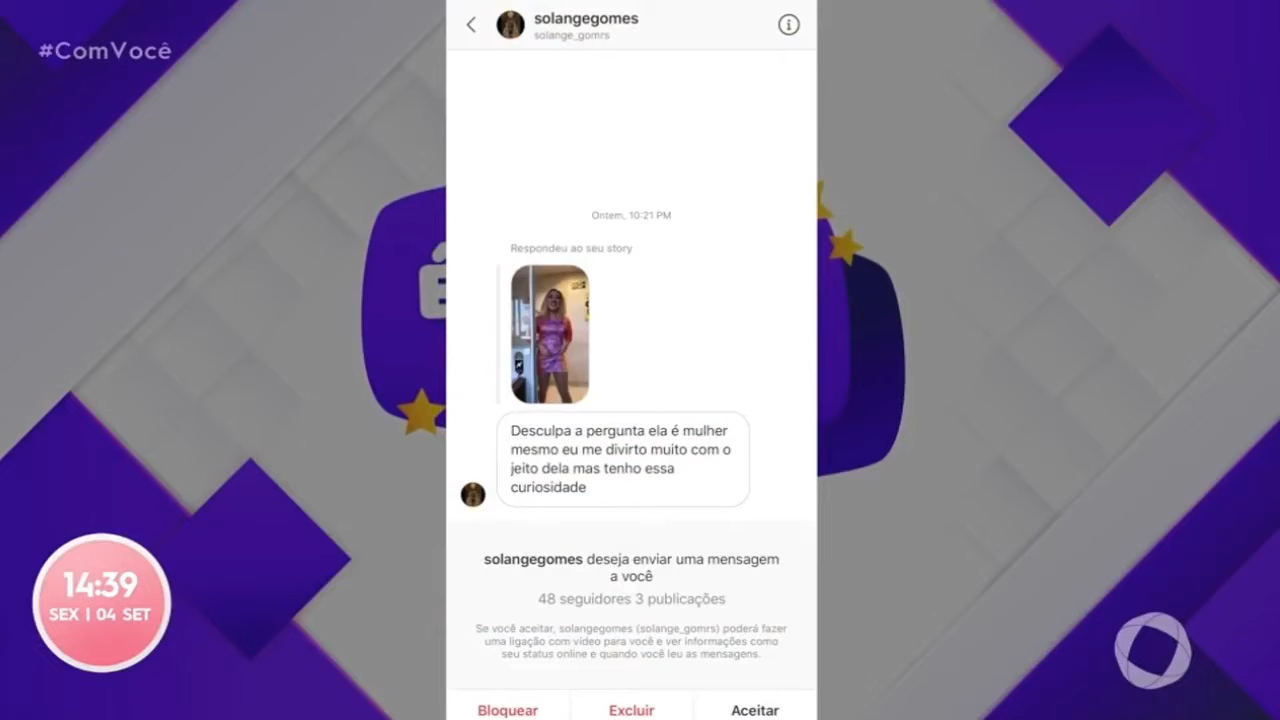 #ComVocê
solangegomes
solange_gomrs
Ontem, 10:21 PM
Respondeu ao seu story
É
Desculpa a pergunta ela é mulher
mesmo eu me divirto muito com o
jeito dela mas tenho essa
curiosidade
solangegomes deseja enviar uma mensagem
a você
48 seguidores 3 publicações
Se você aceitar, solangegomes (solange_gomrs) poderá fazer
uma ligação com vídeo para você e ver informações como
seu status online e quando você leu as mensagens.
Bloquear
Excluir
Aceitar
14:39
SEX | 04 SET